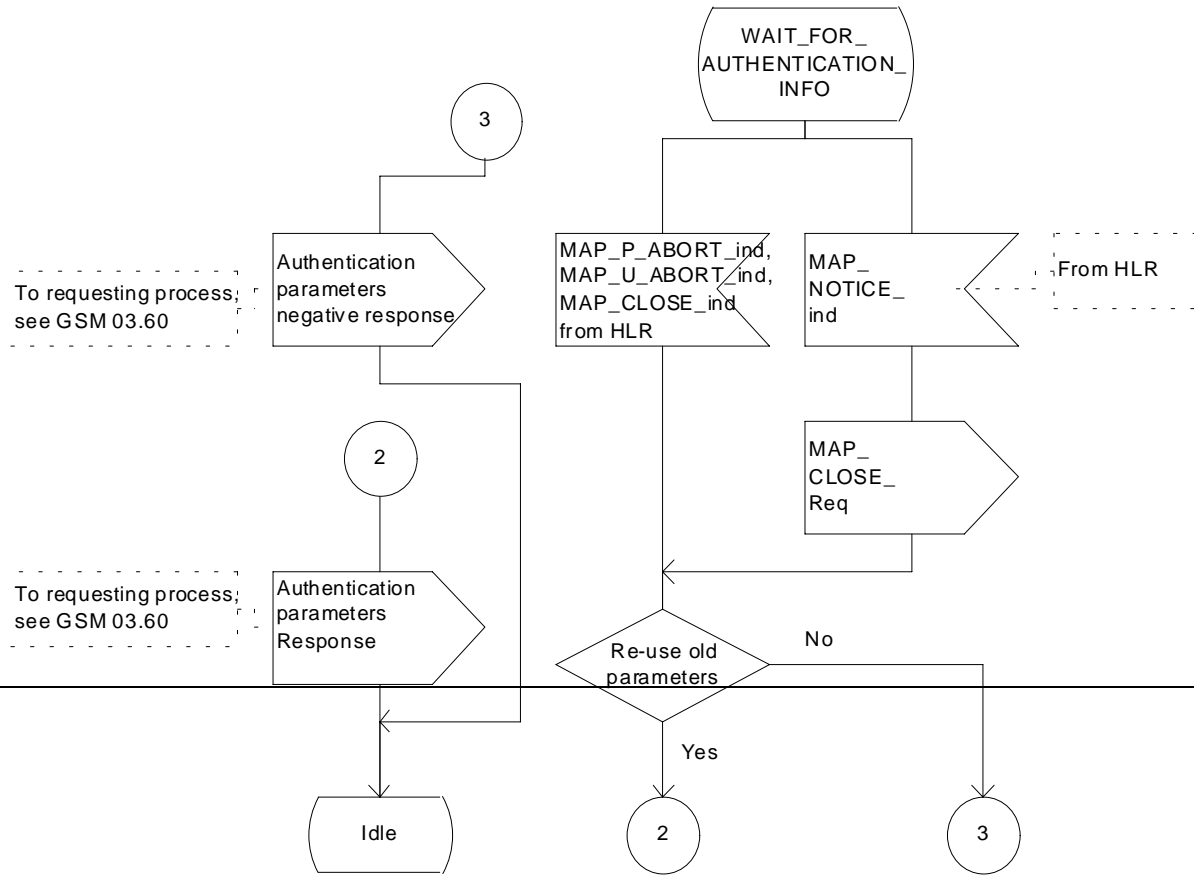 WAIT_FOR_
AUTHENTICATION_
INFO
3
Authentication
parameters
negative response
To requesting process,
see GSM 03.60
MAP_P_ABORT_ind,
MAP_U_ABORT_ind,
MAP_CLOSE_ind
from HLR
MAP_
NOTICE_
ind
From HLR
2
MAP_
CLOSE_
Req
To requesting process,
see GSM 03.60
Authentication
parameters
Response
Re-use old
parameters
No
Yes
Idle
2
3